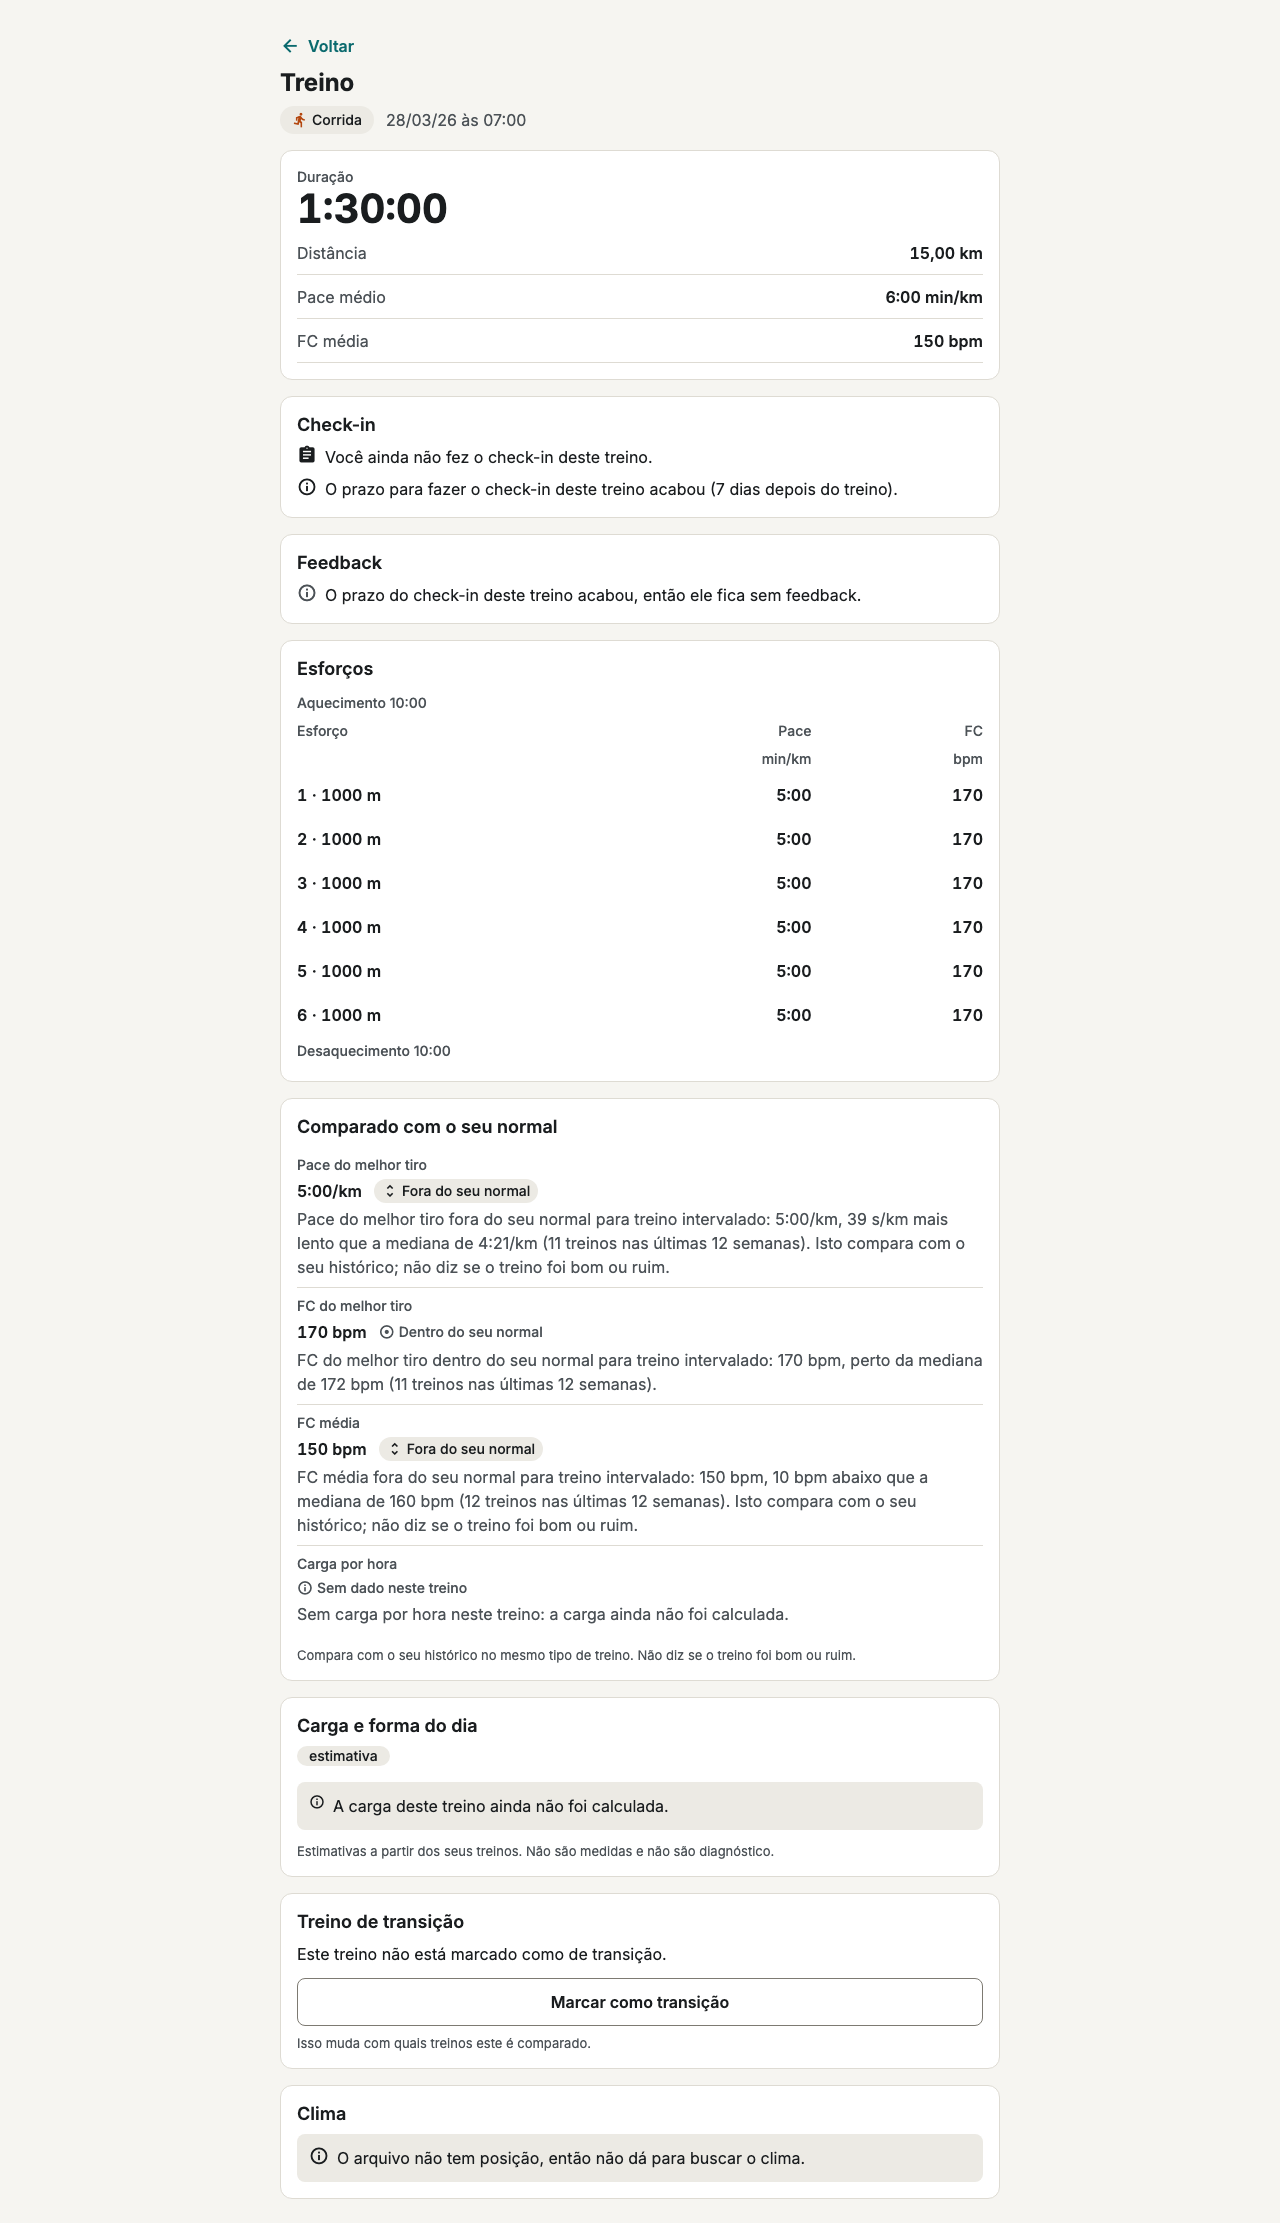 Voltar
Treino
Corrida 28/03/26 às 07:00
Duração
1:30:00
Distância 15,00 km
Pace médio 6:00 min/km
FC média 150 bpm
Check-in
Você ainda não fez o check-in deste treino.
O prazo para fazer o check-in deste treino acabou (7 dias depois do treino).
Feedback
O prazo do check-in deste treino acabou, então ele fica sem feedback.
Esforços
Aquecimento 10:00
Esforço Pace FC
min/km bpm
1 · 1000 m 5:00 170
2 · 1000 m 5:00 170
3 · 1000 m 5:00 170
4 · 1000 m 5:00 170
5 · 1000 m 5:00 170
6 · 1000 m 5:00 170
Desaquecimento 10:00
Comparado com o seu normal
Pace do melhor tiro
5:00/km Fora do seu normal
Pace do melhor tiro fora do seu normal para treino intervalado: 5:00/km, 39 s/km mais
lento que a mediana de 4:21/km (11 treinos nas últimas 12 semanas). Isto compara com o
seu histórico; não diz se o treino foi bom ou ruim.
FC do melhor tiro
170 bpm Dentro do seu normal
FC do melhor tiro dentro do seu normal para treino intervalado: 170 bpm, perto da mediana
de 172 bpm (11 treinos nas últimas 12 semanas).
FC média
150 bpm Fora do seu normal
FC média fora do seu normal para treino intervalado: 150 bpm, 10 bpm abaixo que a
mediana de 160 bpm (12 treinos nas últimas 12 semanas). Isto compara com o seu
histórico; não diz se o treino foi bom ou ruim.
Carga por hora
Sem dado neste treino
Sem carga por hora neste treino: a carga ainda não foi calculada.
Compara com o seu histórico no mesmo tipo de treino. Não diz se o treino foi bom ou ruim.
Carga e forma do dia
estimativa
A carga deste treino ainda não foi calculada.
Estimativas a partir dos seus treinos. Não são medidas e não são diagnóstico.
Treino de transição
Este treino não está marcado como de transição.
Marcar como transição
Isso muda com quais treinos este é comparado.
Clima
O arquivo não tem posição, então não dá para buscar o clima.